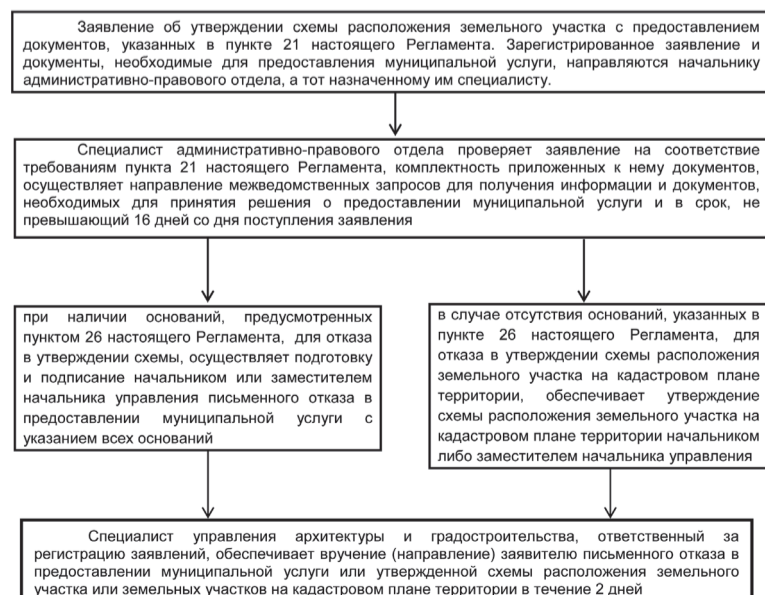 Заявление об утверждении схемы расположения земельного участка с предоставлением
документов, указанных в пункте 21 настоящего Регламента. Зарегистрированное заявление и
документы, необходимые для предоставления муниципальной услуги, направляются начальнику
административно-правового отдела, а тот назначенному им специалисту.
Специалист административно-правового отдела проверяет заявление на соответствие
требованиям пункта 21 настоящего Регламента, комплектность приложенных к нему документов,
осуществляет направление межведомственных запросов для получения информации и документов,
необходимых для принятия решения о предоставлении муниципальной услуги и в срок, не
превышающий 16 дней со дня поступления заявления
при наличии оснований, предусмотренных
пунктом 26 настоящего Регламента, для отказа
в утверждении схемы, осуществляет подготовку
и подписание начальником или заместителем
начальника управления письменного отказа в
предоставлении муниципальной услуги с
указанием всех оснований
в случае отсутствия оснований, указанных в
пункте 26 настоящего Регламента, для
отказа в утверждении схемы расположения
земельного участка на кадастровом плане
территории, обеспечивает утверждение
схемы расположения земельного участка на
кадастровом плане территории начальником
либо заместителем начальника управления
Специалист управления архитектуры и градостроительства, ответственный за
регистрацию заявлений, обеспечивает вручение (направление) заявителю письменного отказа в
предоставлении муниципальной услуги или утвержденной схемы расположения земельного
участка или земельных участков на кадастровом плане территории в течение 2 дней